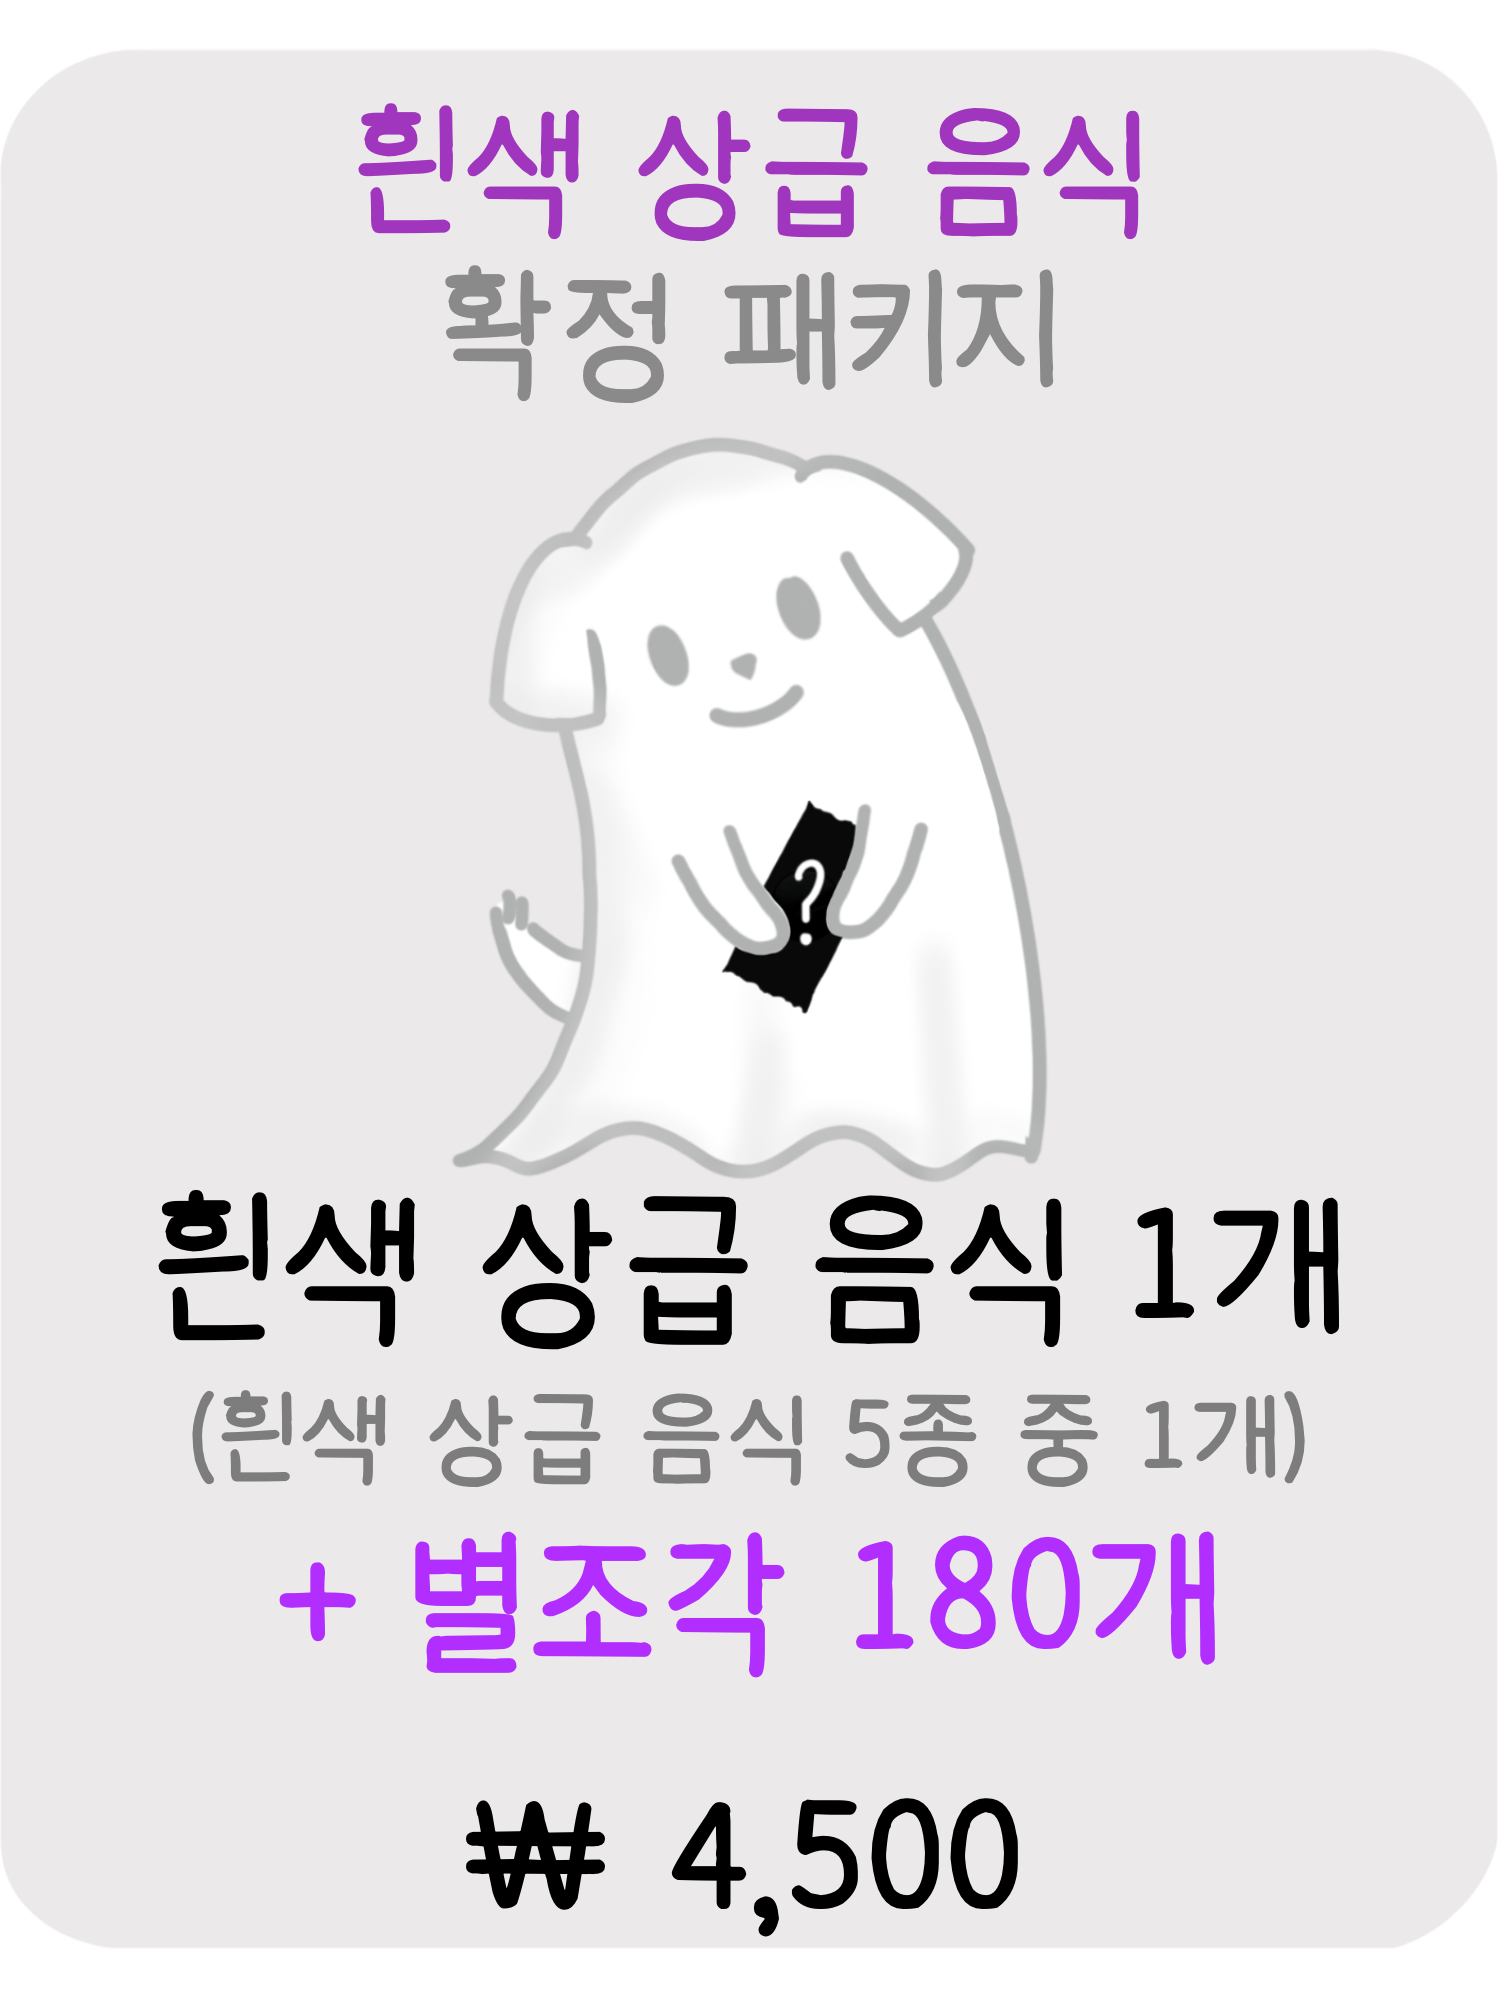 흰색 상급 음식
확정 패키지
?
흰색 상급 음식 1개
(흰색 상급 음식 5종 중 1개)
+ 별조각 180개
₩ 4,500